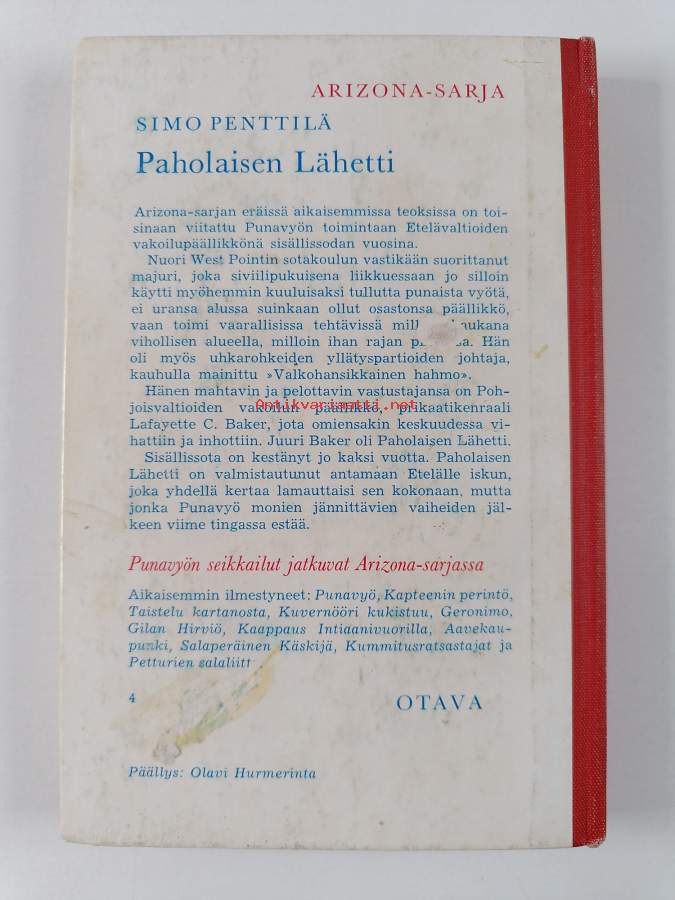 ARIZONA-SARJA
SIMO PENTTILÄ
Paholaisen Lähetti
Arizona-sarjan eräissä aikaisemmissa teoksissa on toi-
sinaan viitattu Punavyön toimintaan Etelävaltioiden
vakoilupäällikkönä sisällissodan vuosina.
Nuori West Pointin sotakoulun vastikään suorittanut
majuri, joka siviilipukuisena liikkuessaan jo silloin
käytti myöhemmin kuuluisaksi tullutta punaista vyötä,
ei uransa alussa suinkaan ollut osastonsa päällikkö,
vaan toimi vaarallisissa tehtävissä
vihollisen alueella, milloin ihan rajan Hän
oli myös uhkarohkeiden yllätyspartioiden johtaja,
kauhulla mainittu »Valkohansikkainen hahmo».
Hänen mahtavin ja pelottavin vastustajansa on Poh-
joisvaltioiden vakoilun päällikkö, prikaatikenraali
Antikvariaatti.net
Lafayette C. Baker, jota omiensakin keskuudessa vi-
hattiin ja inhottiin. Juuri Baker oli Paholaisen Lähetti.
Sisällissota on kestänyt jo kaksi vuotta. Paholaisen
Lähetti on valmistautunut antamaan Etelälle iskun,
joka yhdellä kertaa lamauttaisi sen kokonaan, mutta
jonka Punavyö monien jännittävien vaiheiden jäl-
keen viime tingassa estää.
Punavyön seikkailut jatkuvat Arizona-sarjassa
Aikaisemmin ilmestyneet: Punavyö, Kapteenin perintö,
Taistelu kartanosta, Kuvernööri kukistuu, Geronimo,
Gilan Hirviö, Kaappaus Intiaanivuorilla, Aavekau-
punki, Salaperäinen Käskijä, Kummitusratsastajat ja
Petturien salaliitt
4
OTAVA
Päällys: Olavi Hurmerinta